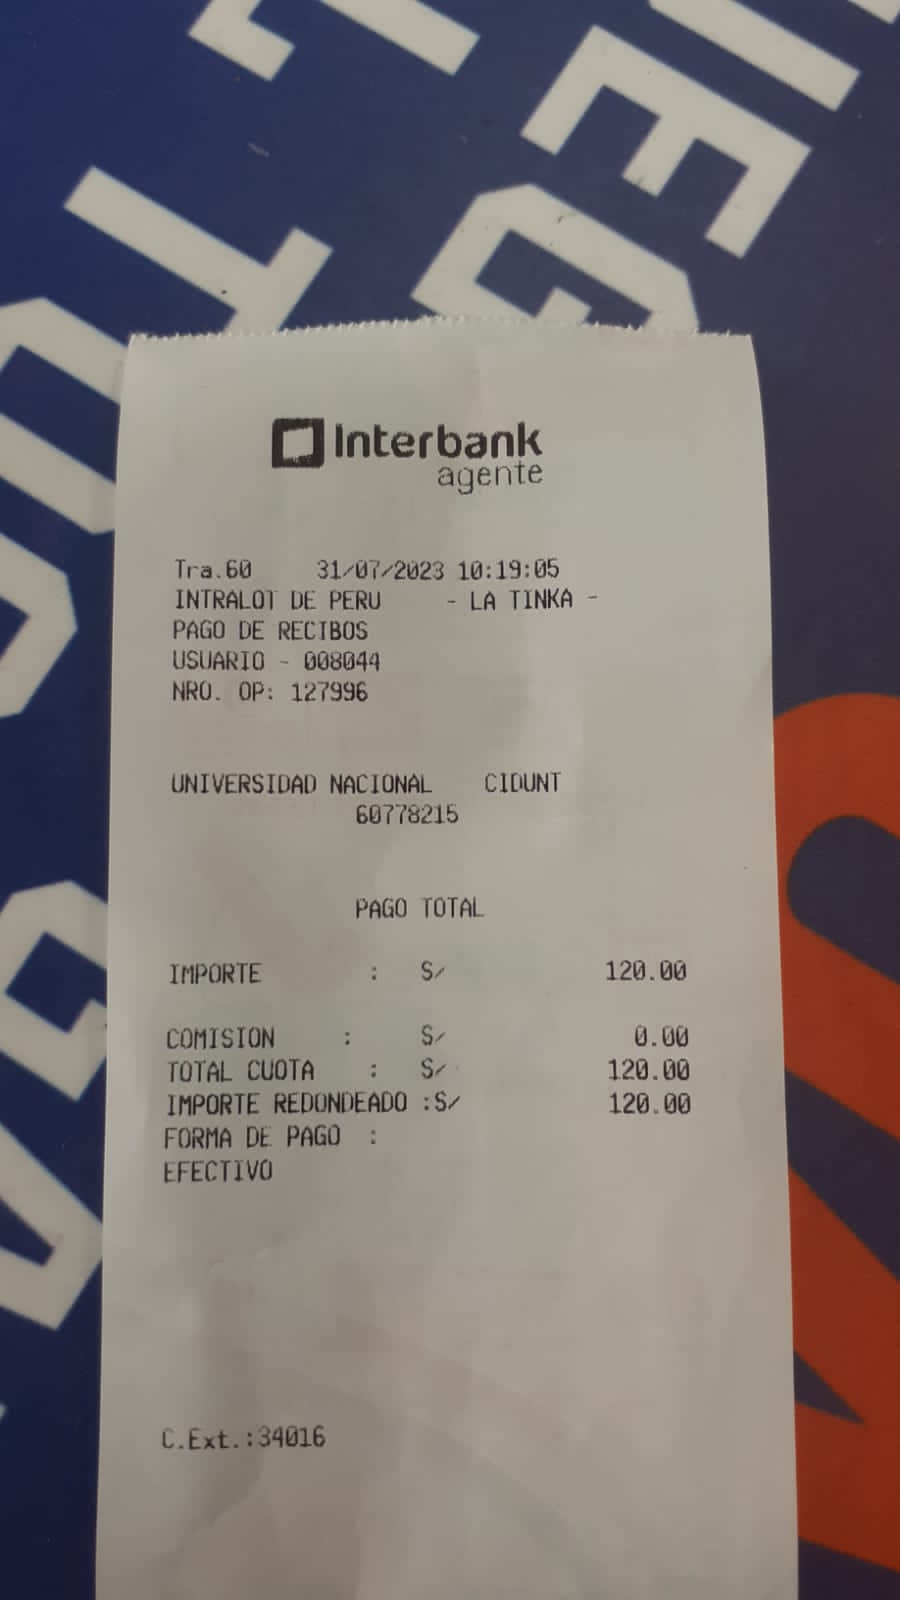 Interbank
agente
Tra.60 31/07/2023 10:19:05
INTRALOT DE PERU - LA TINKA -
PAGO DE RECIBOS
USUARIO - 008044
NRO. OP: 127996
UNIVERSIDAD NACIONAL CIDUNT
60778215
PAGO TOTAL
IMPORTE : S/ 120.00
COMISION : S/ 0.00
TOTAL CUOTA : S/ 120.00
IMPORTE REDONDEADO :S/ 120.00
FORMA DE PAGO :
EFECTIVO
C.Ext.:34016